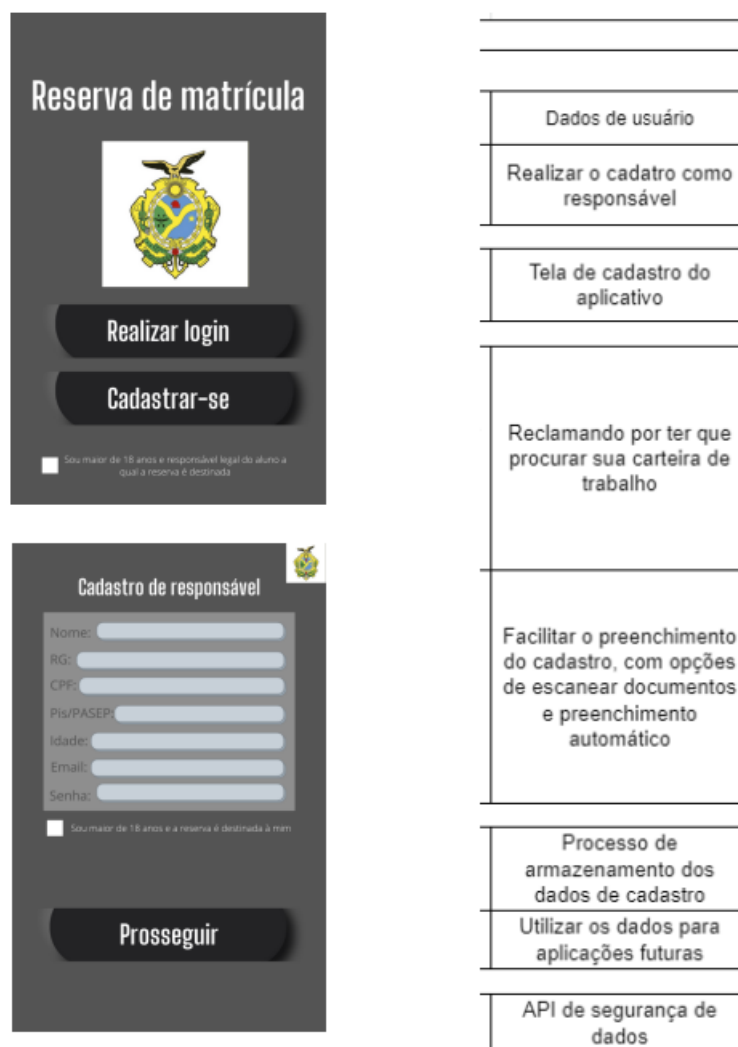 Reserva de matrícula
Realizar login
Cadastrar-se
Sou maior de 18 anos e responsável legal do aluno a
qual a reserva é destinada
Cadastro de responsável
Nome:
RG:
CPF:
Pis/PASEP:
Idade:
Email:
Senha:
Sou maior de 18 anos e a reserva é destinada à mim
Prosseguir
Dados de usuário
Realizar o cadatro como
responsável
Tela de cadastro do
aplicativo
Reclamando por ter que
procurar sua carteira de
trabalho
Facilitar o preenchimento
do cadastro, com opções
de escanear documentos
e preenchimento
automático
Processo de
armazenamento dos
dados de cadastro
Utilizar os dados para
aplicações futuras
API de segurança de
dados